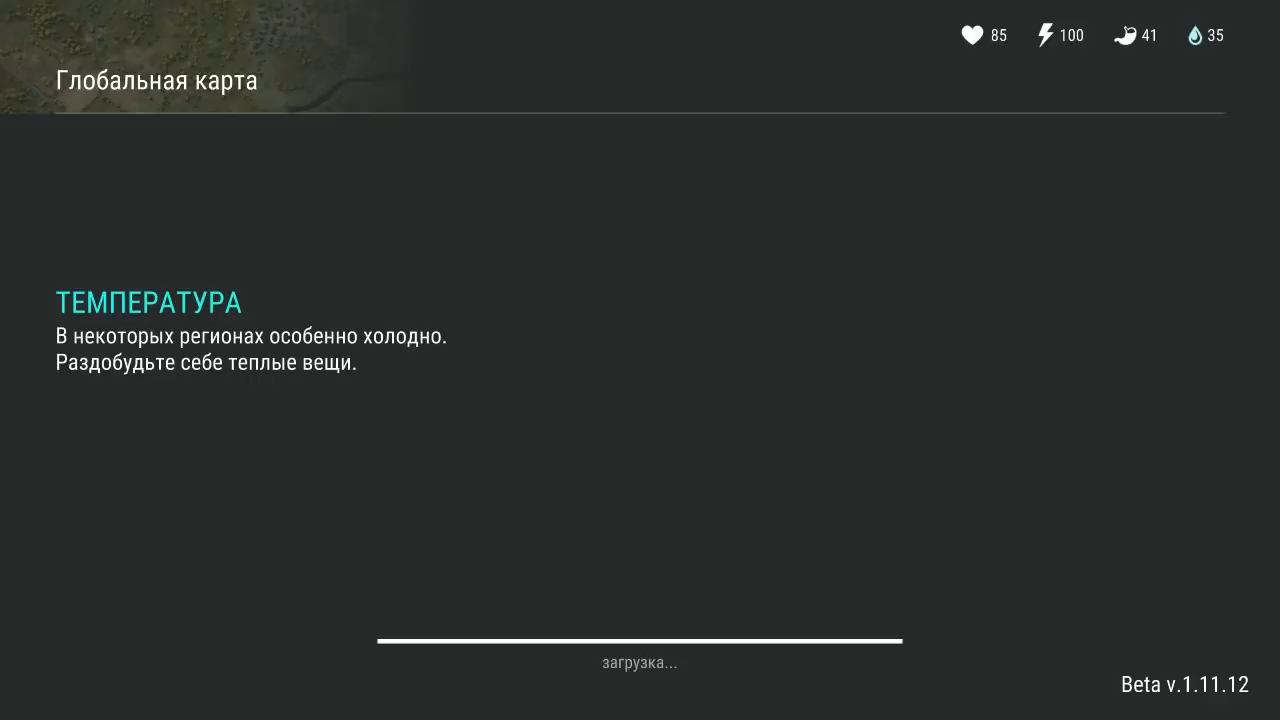 85 100 41 35
Глобальная карта
ТЕМПЕРАТУРА
В некоторых регионах особенно холодно.
Раздобудьте себе теплые вещи.
загрузка...
Beta v.1.11.12